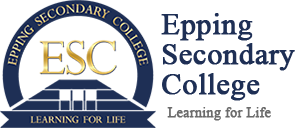 EPPING SECONDARY COLLEGE
ESC
LEARNING FOR LIFE
Epping
Secondary
College
Learning for Life